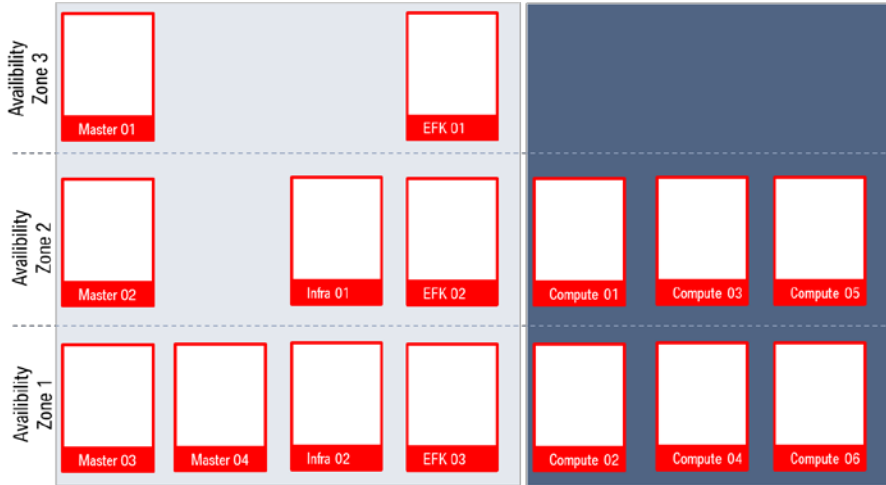 Availibility
Zone 3
Master 01
EFK 01
Availibility
Zone 2
Master 02
Infra 01
EFK 02
Compute 01
Compute 03
Compute 05
Availibility
Zone 1
Master 03
Master 04
Infra 02
EFK 03
Compute 02
Compute 04
Compute 06